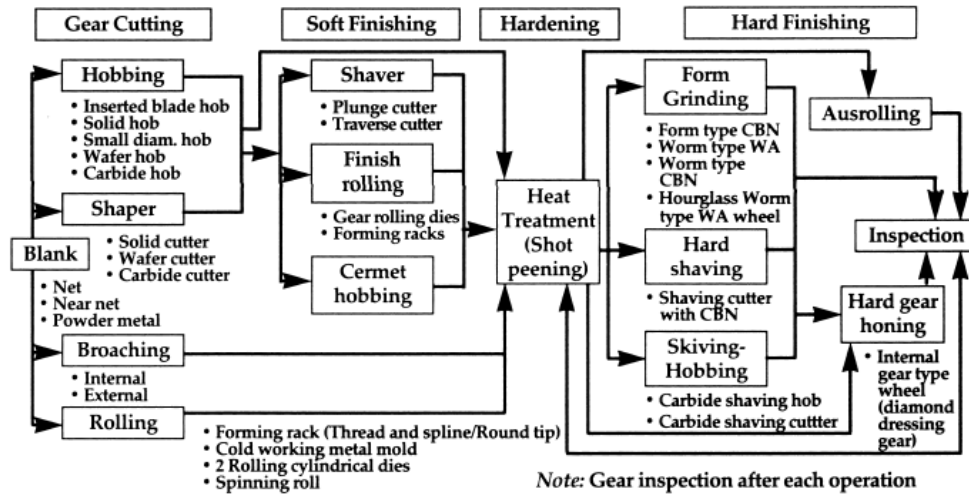 Gear Cutting
Soft Finishing
Hardening
Hard Finishing
Hobbing
• Inserted blade hob
• Solid hob
• Small diam. hob
• Wafer hob
• Carbide hob
Shaper
• Solid cutter
• Wafer cutter
• Carbide cutter
Blank
• Net
• Near net
• Powder metal
Broaching
• Internal
• External
Rolling
• Forming rack (Thread and spline/Round tip)
• Cold working metal mold
• 2 Rolling cylindrical dies
• Spinning roll
Shaver
• Plunge cutter
• Traverse cutter
Finish
rolling
• Gear rolling dies
• Forming racks
Cermet
hobbing
Heat
Treatment
(Shot
peening)
Form
Grinding
• Form type CBN
• Worm type WA
• Worm type
CBN
• Hourglass Worm
type WA wheel
Hard
shaving
• Shaving cutter
with CBN
Skiving-
Hobbing
• Carbide shaving hob
• Carbide shaving cuttter
Ausrolling
Inspection
Hard gear
honing
• Internal
gear type
wheel
(diamond
dressing
gear)
Note: Gear inspection after each operation